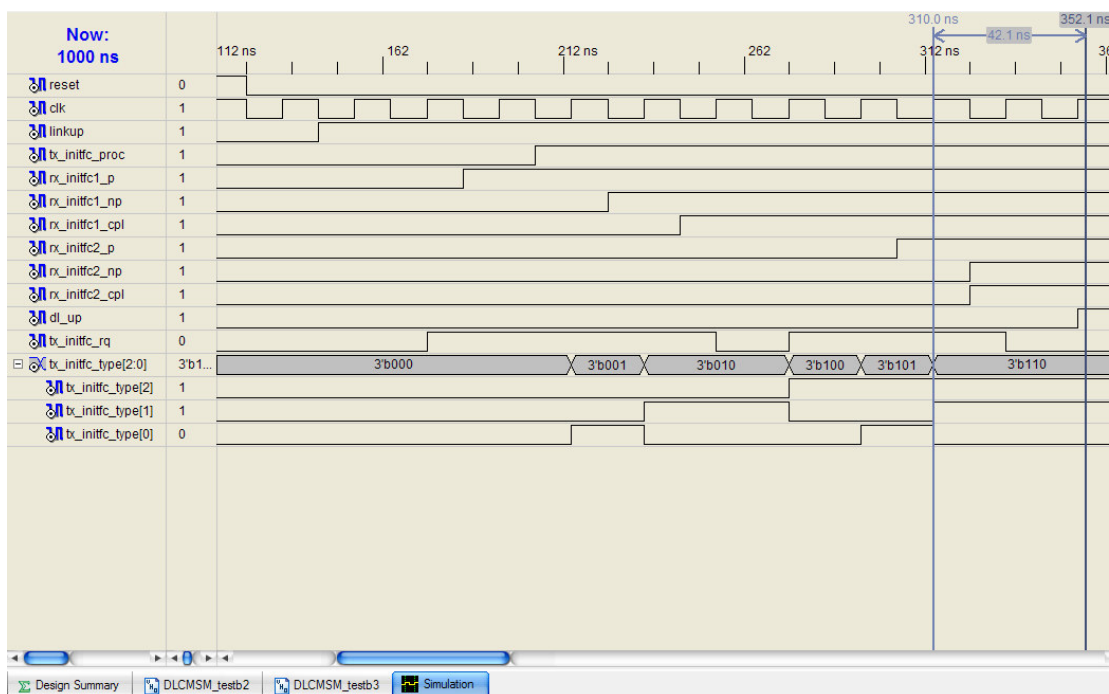 310.0 ns 352.1 ns
42.1 ns
Now:
1000 ns
112 ns 162 212 ns 262 312 ns
reset 0
clk 1
linkup 1
tx_initfc_proc 1
rx_initfc1_p 1
rx_initfc1_np 1
rx_initfc1_cpl 1
rx_initfc2_p 1
rx_initfc2_np 1
rx_initfc2_cpl 1
dl_up 1
tx_initfc_rq 0
tx_initfc_type[2:0] 3'b1... 3'b000 3'b001 3'b010 3'b100 3'b101 3'b110
tx_initfc_type[2] 1
tx_initfc_type[1] 1
tx_initfc_type[0] 0
Design Summary DLCMSM_testb2 DLCMSM_testb3 Simulation